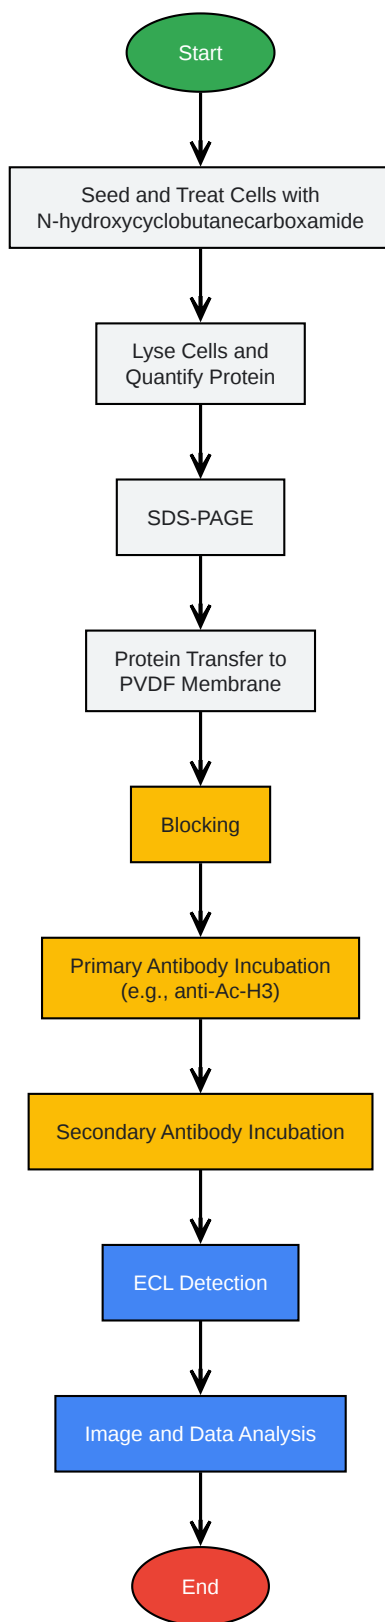 Start
Seed and Treat Cells with
N-hydroxycyclobutanecarboxamide
Lyse Cells and
Quantify Protein
SDS-PAGE
Protein Transfer to
PVDF Membrane
Blocking
Primary Antibody Incubation
(e.g., anti-Ac-H3)
Secondary Antibody Incubation
ECL Detection
Image and Data Analysis
End